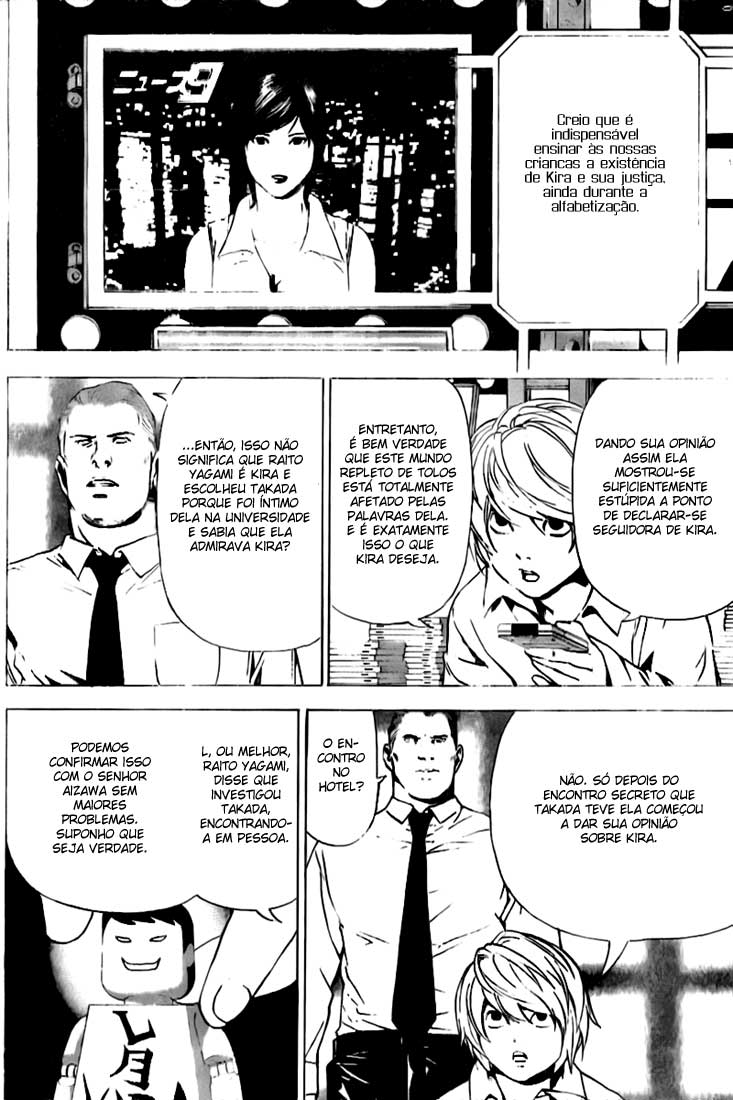 ニュース9
Creio que é
indispensável
ensinar às nossas
criancas a existência
de Kira e sua justiça,
ainda durante a
alfabetização.
DANDO SUA OPINIÃO
ASSIM ELA
MOSTROU-SE
SUFICIENTEMENTE
ESTÚPIDA A PONTO
DE DECLARAR-SE
SEGUIDORA DE KIRA.
ENTRETANTO,
É BEM VERDADE
QUE ESTE MUNDO
REPLETO DE TOLOS
ESTÁ TOTALMENTE
AFETADO PELAS
PALAVRAS DELA.
E É EXATAMENTE
ISSO O QUE
KIRA DESEJA.
...ENTÃO, ISSO NÃO
SIGNIFICA QUE RAITO
YAGAMI É KIRA E
ESCOLHEU TAKADA
PORQUE FOI ÍNTIMO
DELA NA UNIVERSIDADE
E SABIA QUE ELA
ADMIRAVA KIRA?
NÃO. SÓ DEPOIS DO
ENCONTRO SECRETO QUE
TAKADA TEVE ELA COMEÇOU
A DAR SUA OPINIÃO
SOBRE KIRA.
O EN-
CONTRO
NO
HOTEL?
L, OU MELHOR,
RAITO YAGAMI,
DISSE QUE
INVESTIGOU
TAKADA,
ENCONTRANDO-
A EM PESSOA.
PODEMOS
CONFIRMAR ISSO
COM O SENHOR
AIZAWA SEM
MAIORES
PROBLEMAS.
SUPONHO QUE
SEJA VERDADE.
L
月